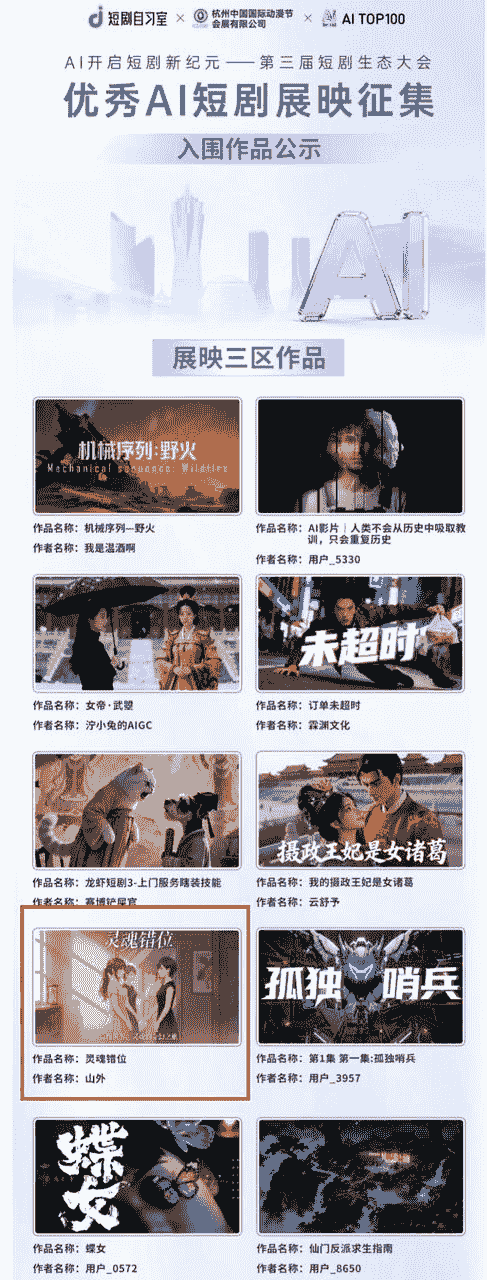 短剧自习室 × 杭州中国国际动漫节会展有限公司 × AI TOP100
AI开启短剧新纪元——第三届短剧生态大会
优秀AI短剧展映征集
入围作品公示
AI
展映三区作品
机械序列:野火
Mechanical sequence: Wildfire
作品名称：机械序列—野火
作者名称：我是温酒啊
作品名称：AI影片｜人类不会从历史中吸取教
训，只会重复历史
作者名称：用户_5330
作品名称：女帝·武曌
作者名称：泞小兔的AIGC
未超时
作品名称：订单未超时
作者名称：霖渊文化
作品名称：龙虾短剧3-上门服务瞎装技能
作者名称：赛博铲屎官
摄政王妃是女诸葛
作品名称：我的摄政王妃是女诸葛
作者名称：云舒予
灵魂错位
作品名称：灵魂错位
作者名称：山外
孤独哨兵
作品名称：第1集 第一集:孤独哨兵
作者名称：用户_3957
蝶女
作品名称：蝶女
作者名称：用户_0572
作品名称：仙门反派求生指南
作者名称：用户_8650